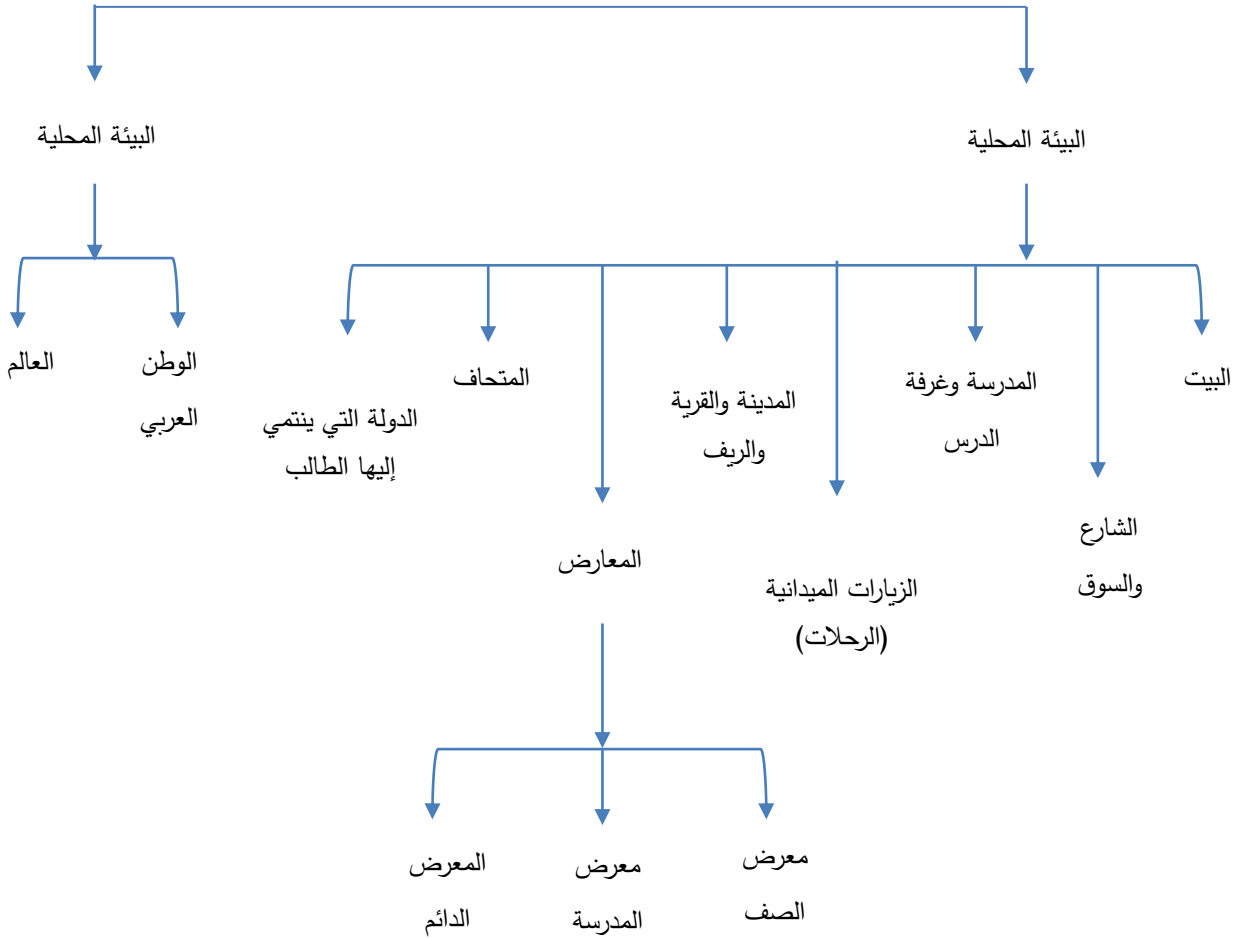 البيئة المحلية
البيئة المحلية
البيت
الشارع
والسوق
المدرسة وغرفة
الدرس
الزيارات الميدانية
(الرحلات)
المدينة والقرية
والريف
المعارض
المتحاف
الدولة التي ينتمي
إليها الطالب
الوطن
العربي
العالم
معرض
الصف
معرض
المدرسة
المعرض
الدائم